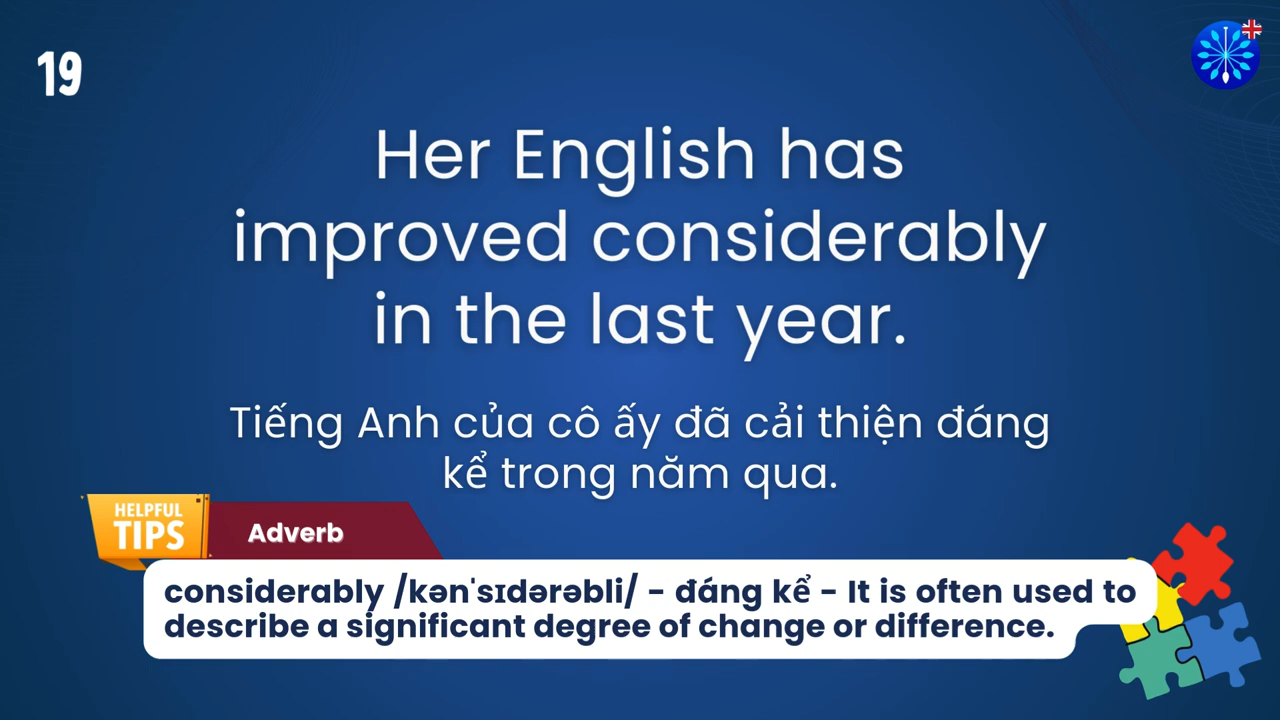 19
Her English has
improved considerably
in the last year.
Tiếng Anh của cô ấy đã cải thiện đáng
kể trong năm qua.
HELPFUL
TIPS
Adverb
considerably /kənˈsɪdərəbli/ - đáng kể - It is often used to
describe a significant degree of change or difference.